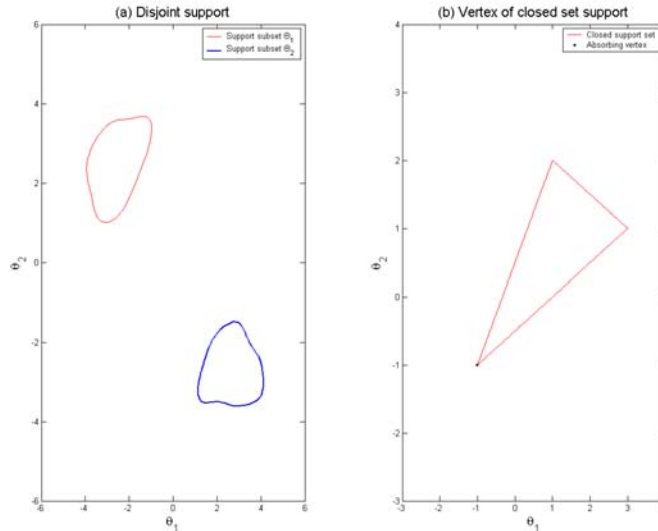 (a) Disjoint support
Support subset Θ₁
Support subset Θ₂
6
4
2
0
-2
-4
-6
θ₂
-6
-4
-2
0
2
4
6
θ₁
(b) Vertex of closed set support
Closed support set
Absorbing vertex
4
3
2
1
0
-1
-2
-3
θ₂
-3
-2
-1
0
1
2
3
θ₁